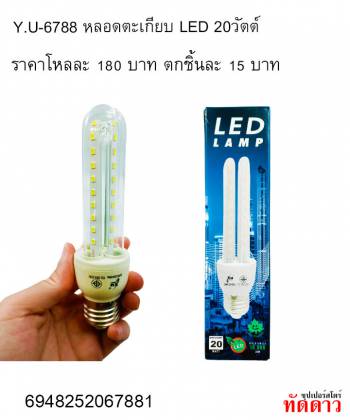 Y.U-6788 หลอดตะเกียบ LED 20วัตต์
ราคาโหลละ 180 บาท ตกชิ้นละ 15 บาท
LED
LAMP
20
WATT
LED
6948252067881
ซุปเปอร์สโตร์
ทัดดาว